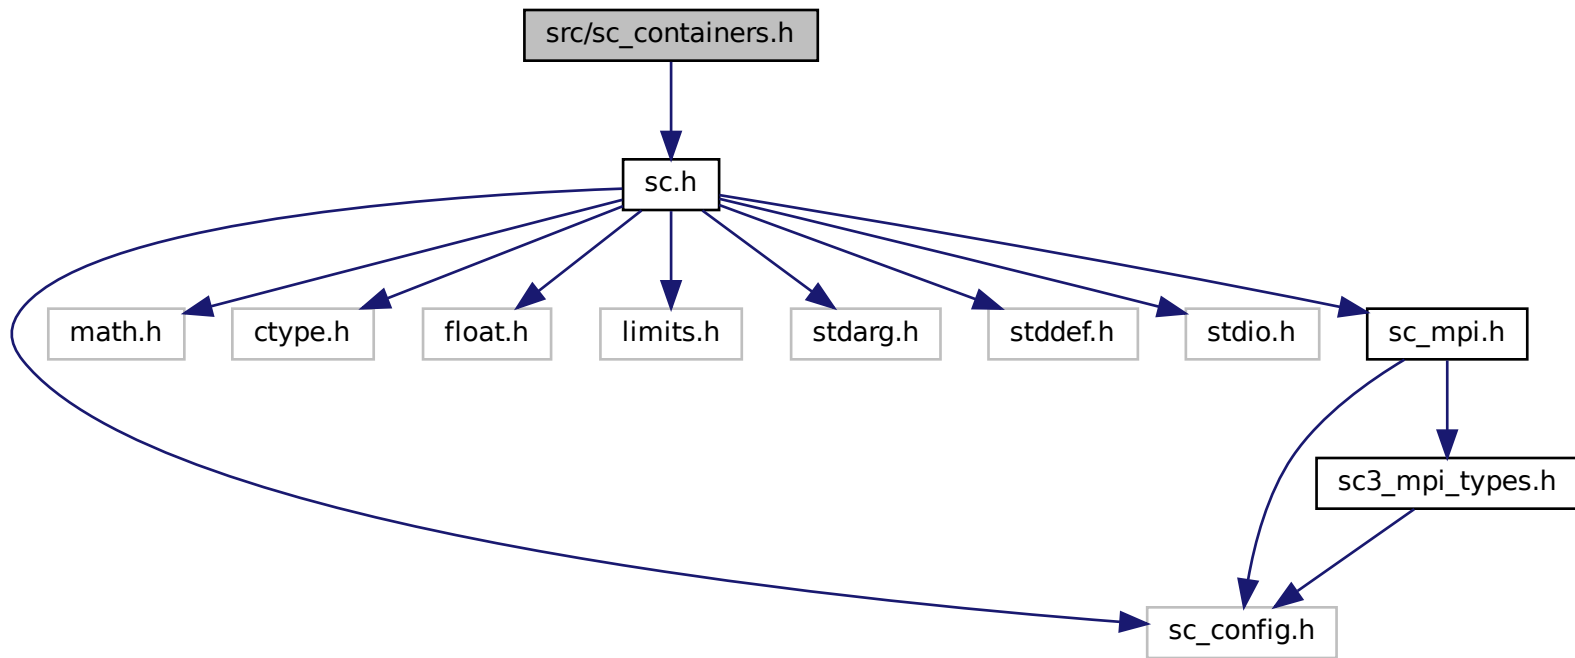 src/sc_containers.h
sc.h
math.h
ctype.h
float.h
limits.h
stdarg.h
stddef.h
stdio.h
sc_mpi.h
sc3_mpi_types.h
sc_config.h